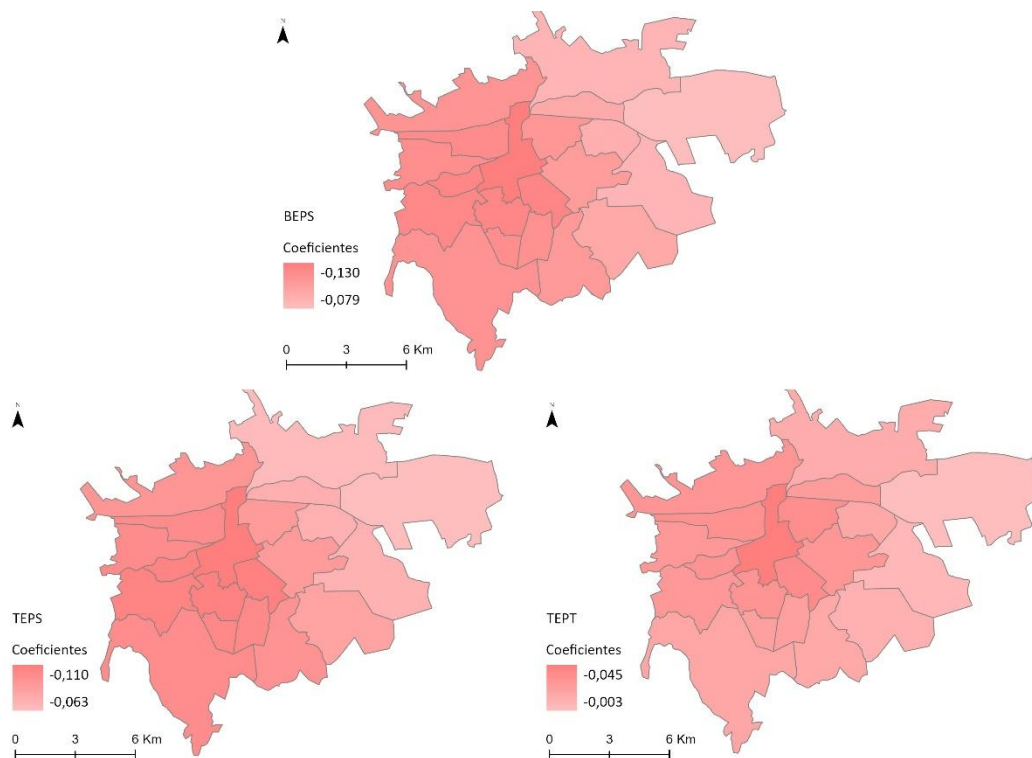 N
BEPS
Coeficientes
-0,130
-0,079
0 3 6 Km
N
TEPS
Coeficientes
-0,110
-0,063
0 3 6 Km
N
TEPT
Coeficientes
-0,045
-0,003
0 3 6 Km